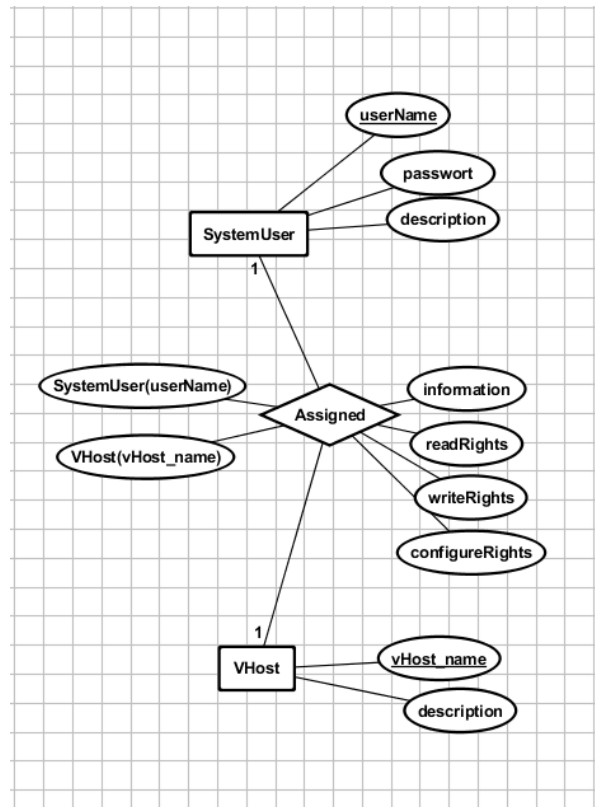 userName
passwort
description
SystemUser
1
SystemUser(userName)
information
Assigned
readRights
VHost(vHost_name)
writeRights
configureRights
1
vHost_name
VHost
description